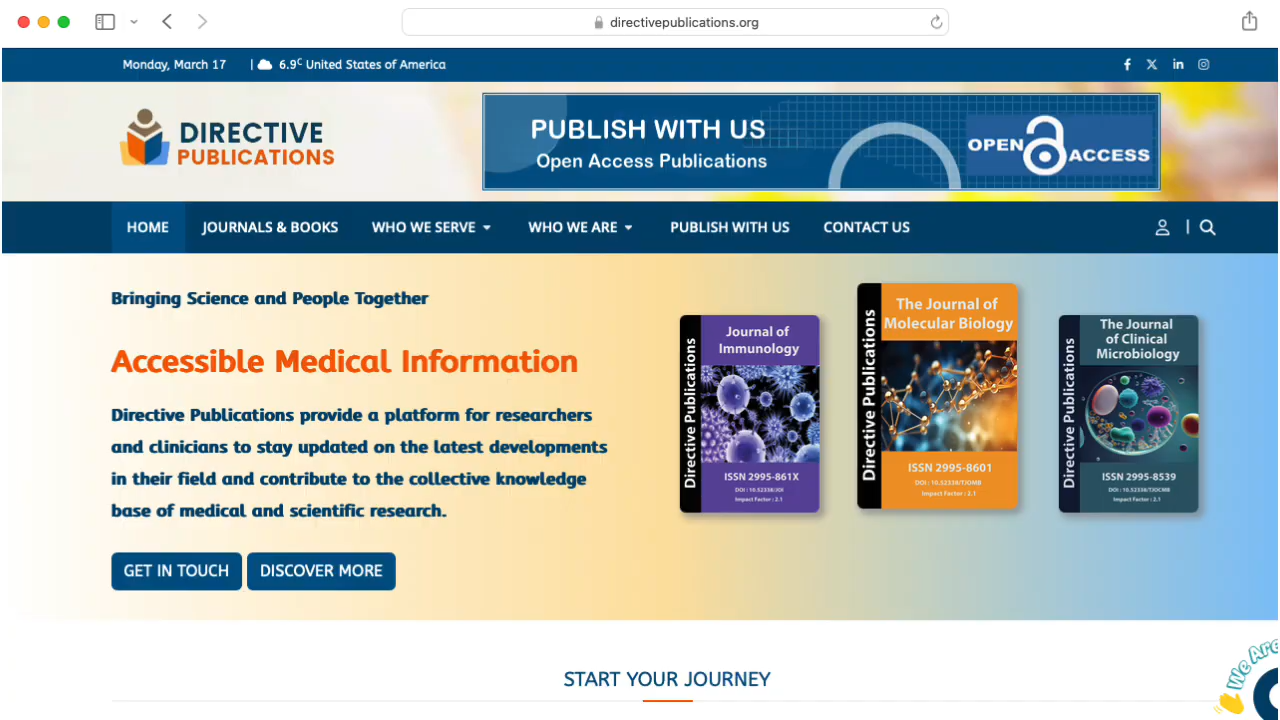 directivepublications.org
Monday, March 17 | 6.9C United States of America
DIRECTIVE
PUBLICATIONS
PUBLISH WITH US
Open Access Publications
OPEN ACCESS
HOME JOURNALS & BOOKS WHO WE SERVE WHO WE ARE PUBLISH WITH US CONTACT US
Bringing Science and People Together
Accessible Medical Information
Directive Publications provide a platform for researchers
and clinicians to stay updated on the latest developments
in their field and contribute to the collective knowledge
base of medical and scientific research.
GET IN TOUCH DISCOVER MORE
Directive Publications
Journal of
Immunology
ISSN 2995-861X
DOI : 10.52338/JOI
Impact Factor : 2.1
Directive Publications
The Journal of
Molecular Biology
ISSN 2995-8601
DOI : 10.52338/TJOMB
Impact Factor : 2.1
Directive Publications
The Journal
of Clinical
Microbiology
ISSN 2995-8539
DOI : 10.52338/TJOCMB
Impact Factor : 2.1
START YOUR JOURNEY
We Are